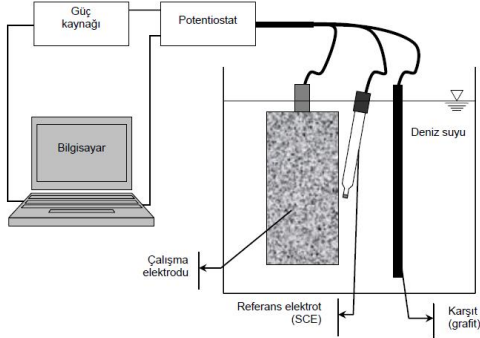 Güç
kaynağı
Potentiostat
Bilgisayar
Deniz suyu
Çalışma
elektrodu
Referans elektrot
(SCE)
Karşıt
(grafit)